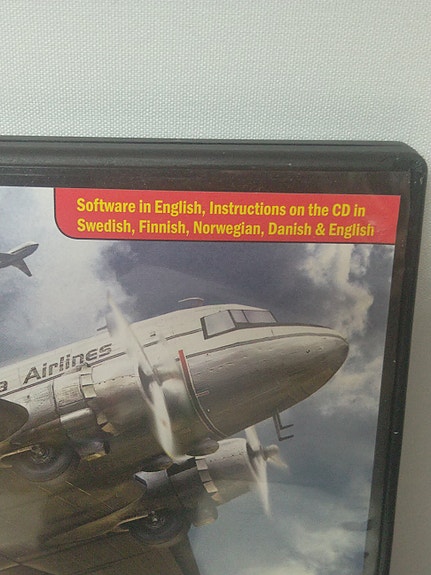 Software in English, Instructions on the CD in
Swedish, Finnish, Norwegian, Danish & English
Airlines